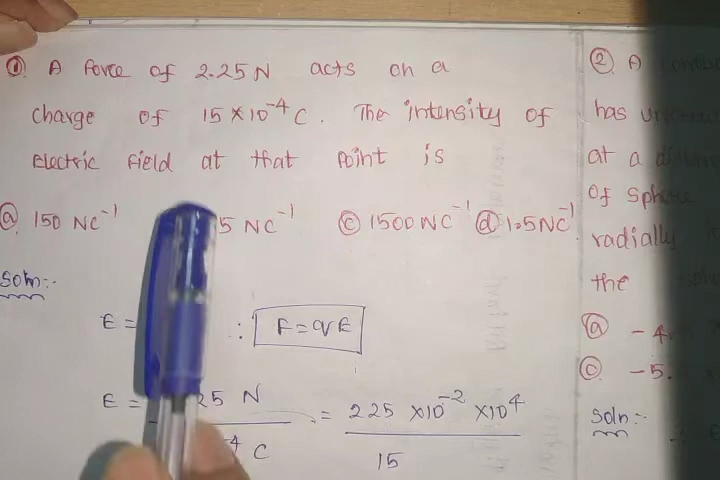 ① A force of 2.25 N acts on a
charge of 15 × 10⁻⁴ C. The intensity of
Electric field at that point is
ⓐ 150 NC⁻¹ 5 NC⁻¹ ⓒ 1500 NC⁻¹ ⓓ 1.5 NC⁻¹
Soln:-
E = ∴ F = qE
E = 25 N = 225 × 10⁻² × 10⁴
⁻⁴ C 15
② A
has
at a
of
radially
the
ⓐ - 4
ⓒ - 5.
Soln:-